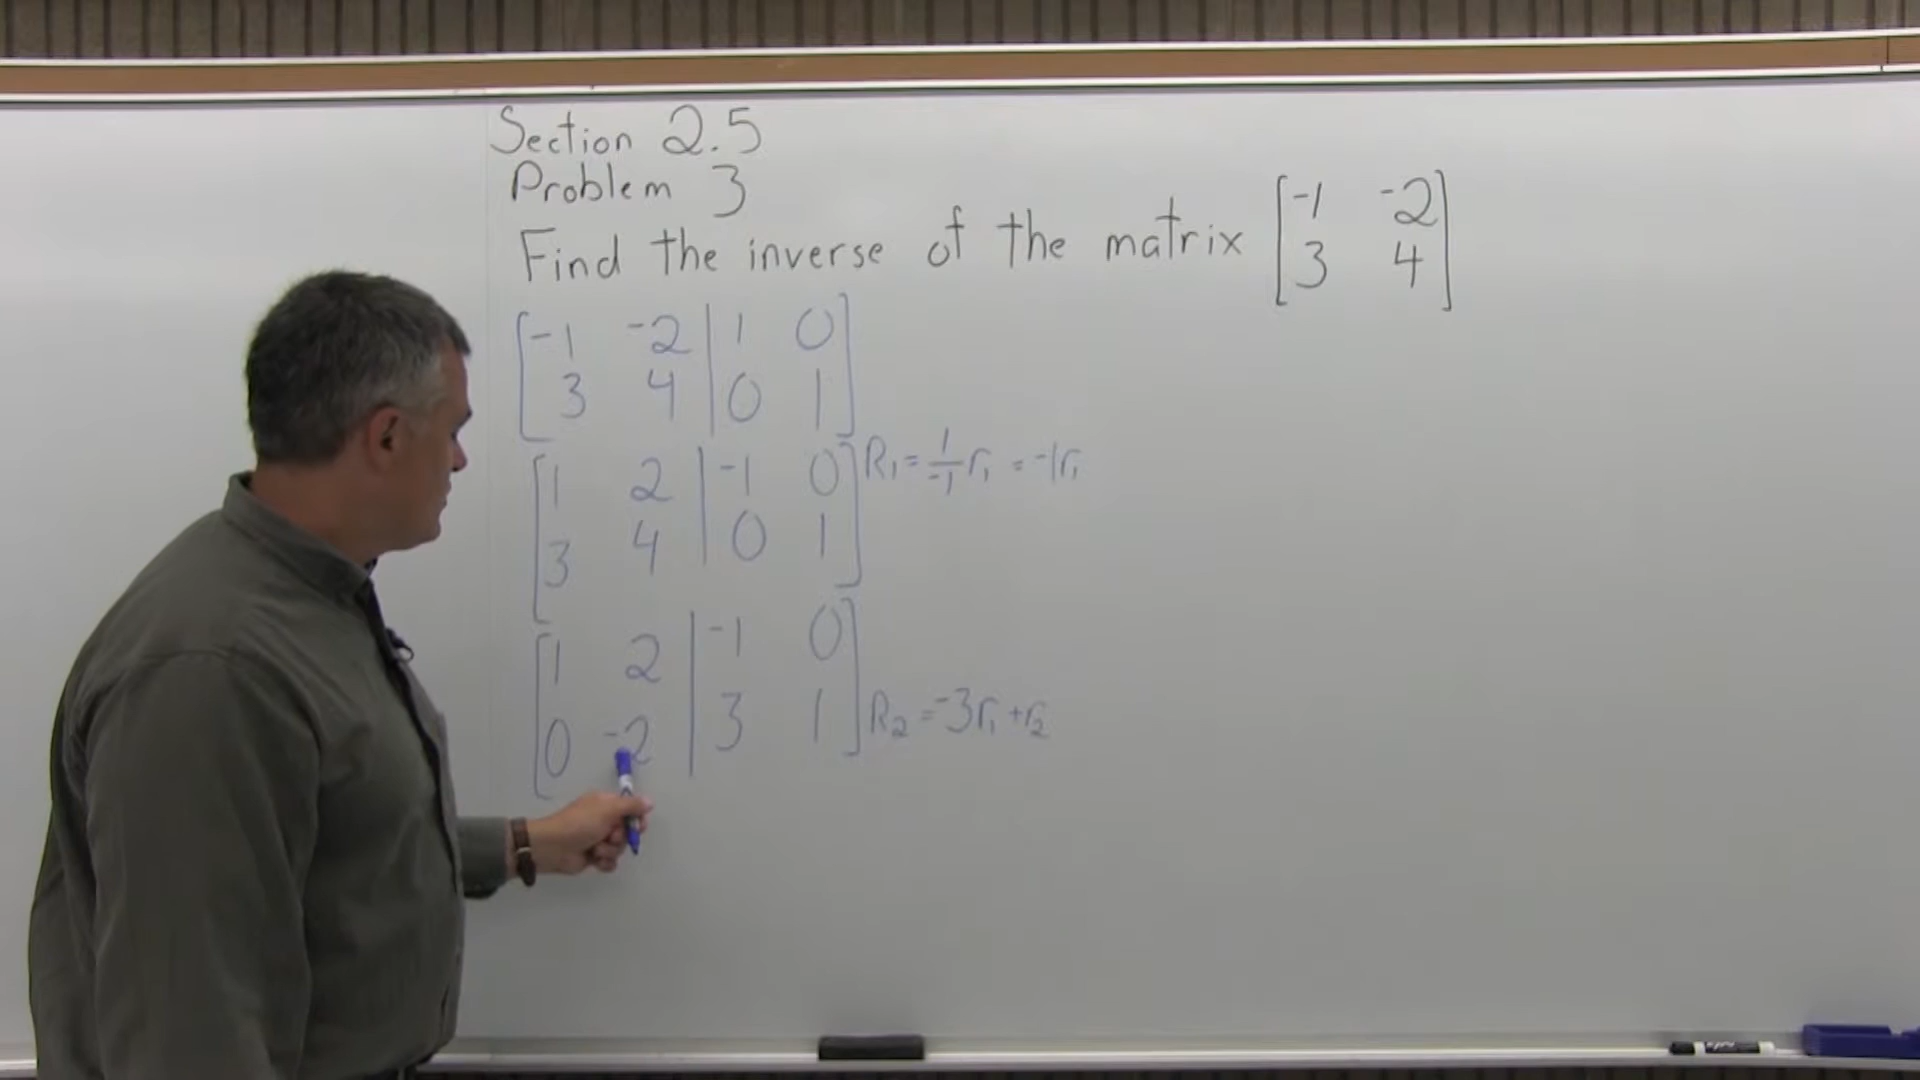 Section 2.5
Problem 3
Find the inverse of the matrix [-1 -2
3 4]
[-1 -2 | 1 0]
[3 4 | 0 1]
[1 2 | -1 0] R₁ = 1/-1 r₁ = -1r₁
[3 4 | 0 1]
[1 2 | -1 0]
[0 -2 | 3 1] R₂ = -3r₁ + r₂